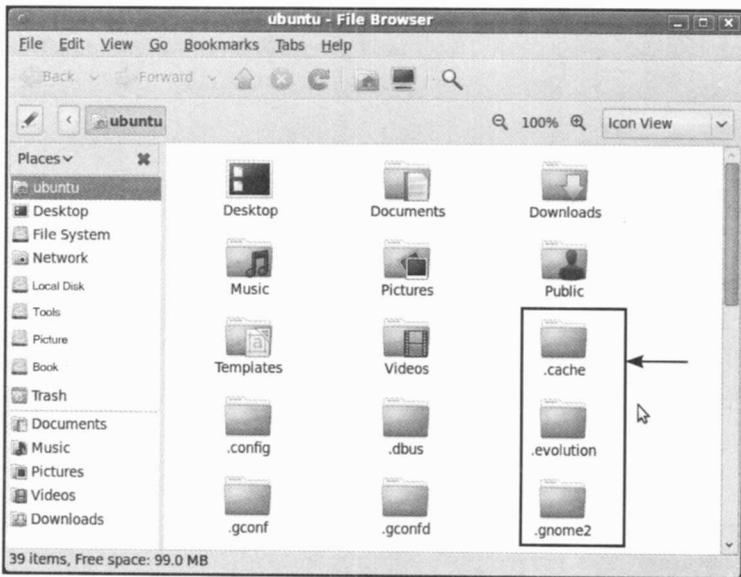 ubuntu - File Browser
File Edit View Go Bookmarks Tabs Help
Back Forward
ubuntu 100% Icon View
Places
ubuntu
Desktop
File System
Network
Local Disk
Tools
Picture
Book
Trash
Documents
Music
Pictures
Videos
Downloads
Desktop Documents Downloads
Music Pictures Public
Templates Videos .cache
.config .dbus .evolution
.gconf .gconfd .gnome2
39 items, Free space: 99.0 MB